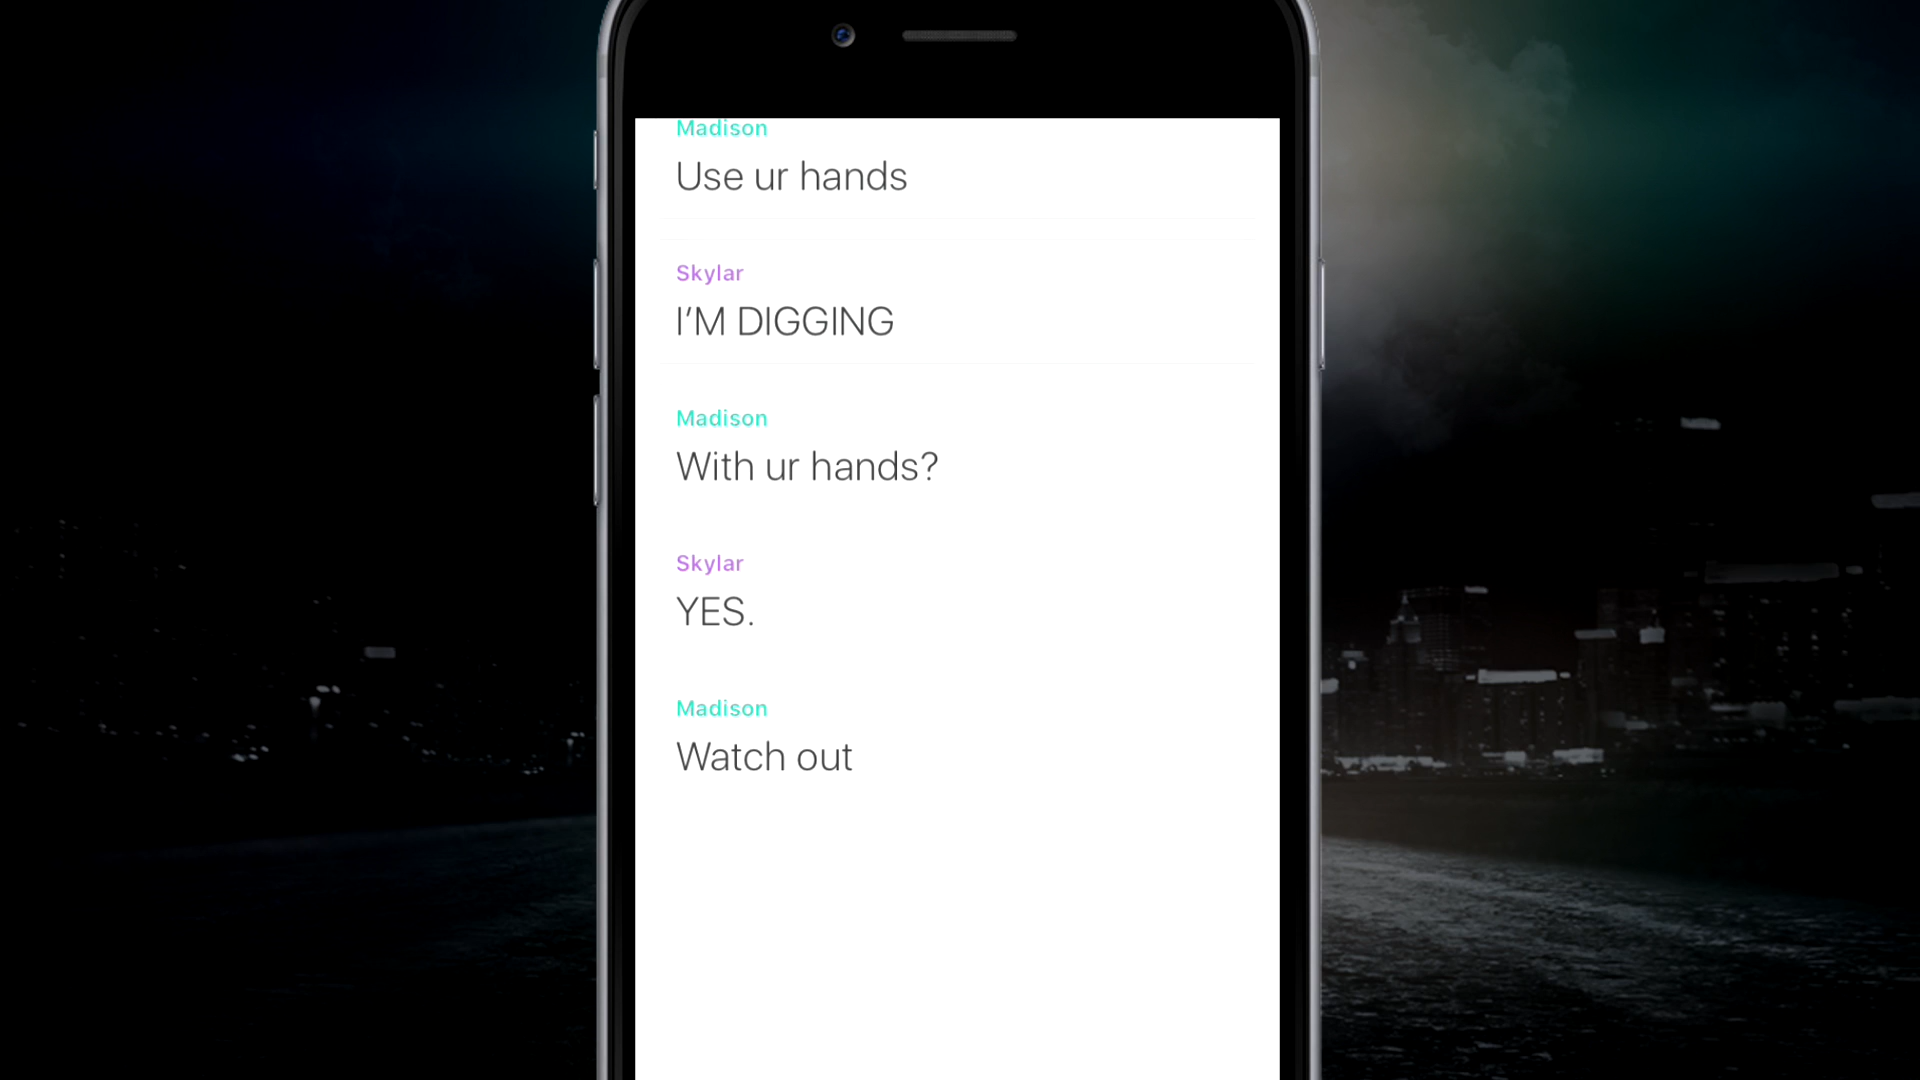 Madison
Use ur hands
Skylar
I’M DIGGING
Madison
With ur hands?
Skylar
YES.
Madison
Watch out